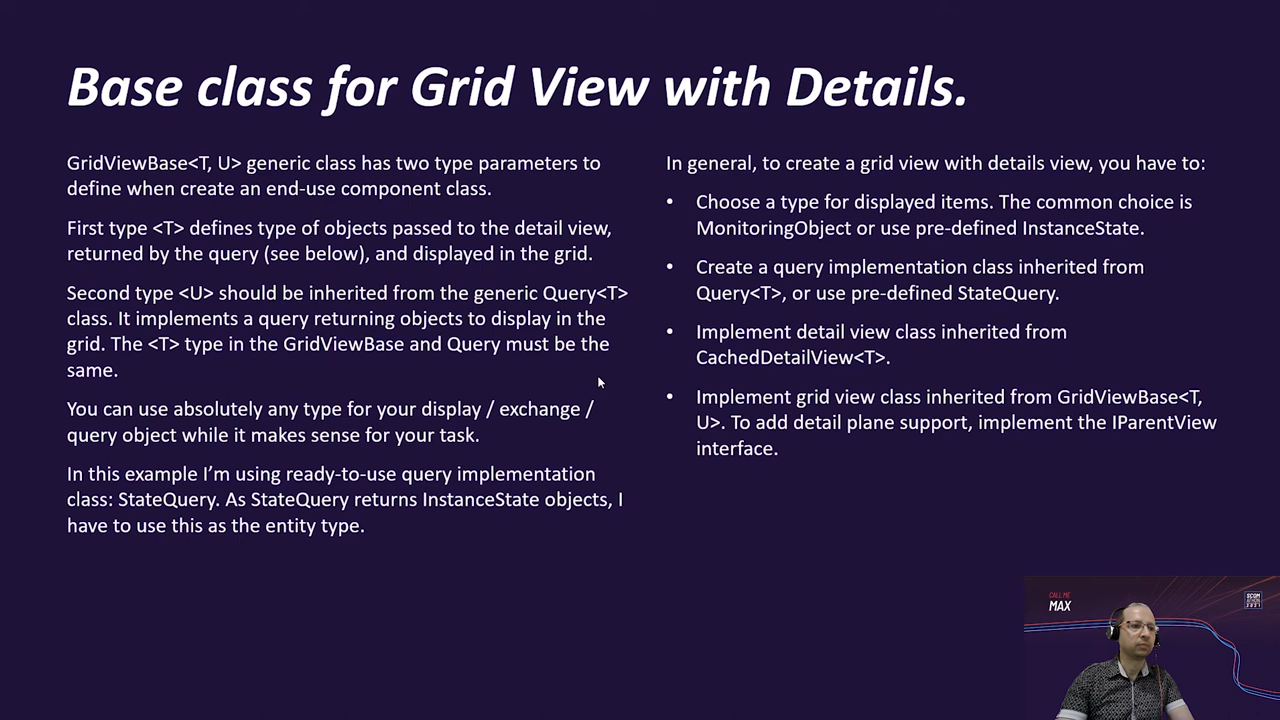 Base class for Grid View with Details.
GridViewBase<T, U> generic class has two type parameters to
define when create an end-use component class.
First type <T> defines type of objects passed to the detail view,
returned by the query (see below), and displayed in the grid.
Second type <U> should be inherited from the generic Query<T>
class. It implements a query returning objects to display in the
grid. The <T> type in the GridViewBase and Query must be the
same.
You can use absolutely any type for your display / exchange /
query object while it makes sense for your task.
In this example I’m using ready-to-use query implementation
class: StateQuery. As StateQuery returns InstanceState objects, I
have to use this as the entity type.
In general, to create a grid view with details view, you have to:
• Choose a type for displayed items. The common choice is
MonitoringObject or use pre-defined InstanceState.
• Create a query implementation class inherited from
Query<T>, or use pre-defined StateQuery.
• Implement detail view class inherited from
CachedDetailView<T>.
• Implement grid view class inherited from GridViewBase<T,
U>. To add detail plane support, implement the IParentView
interface.
CALL ME
MAX
SCOM
ATHON
2021